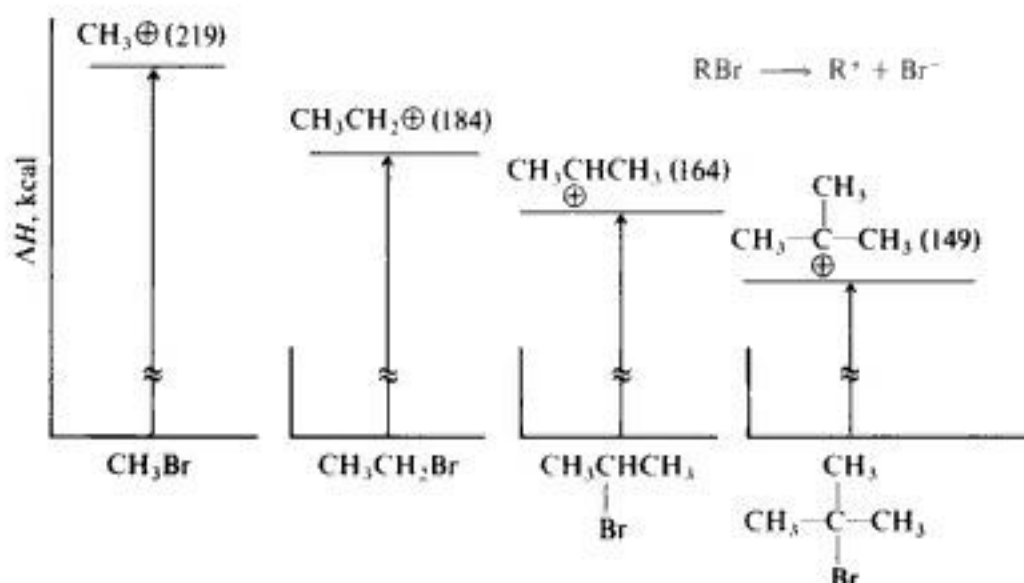 CH₃⊕ (219)
RBr ⟶ R⁺ + Br⁻
CH₃CH₂⊕ (184)
CH₃CHCH₃ (164)
⊕
CH₃
CH₃—C—CH₃ (149)
⊕
ΔH, kcal
CH₃Br
CH₃CH₂Br
CH₃CHCH₃
Br
CH₃
CH₃—C—CH₃
Br